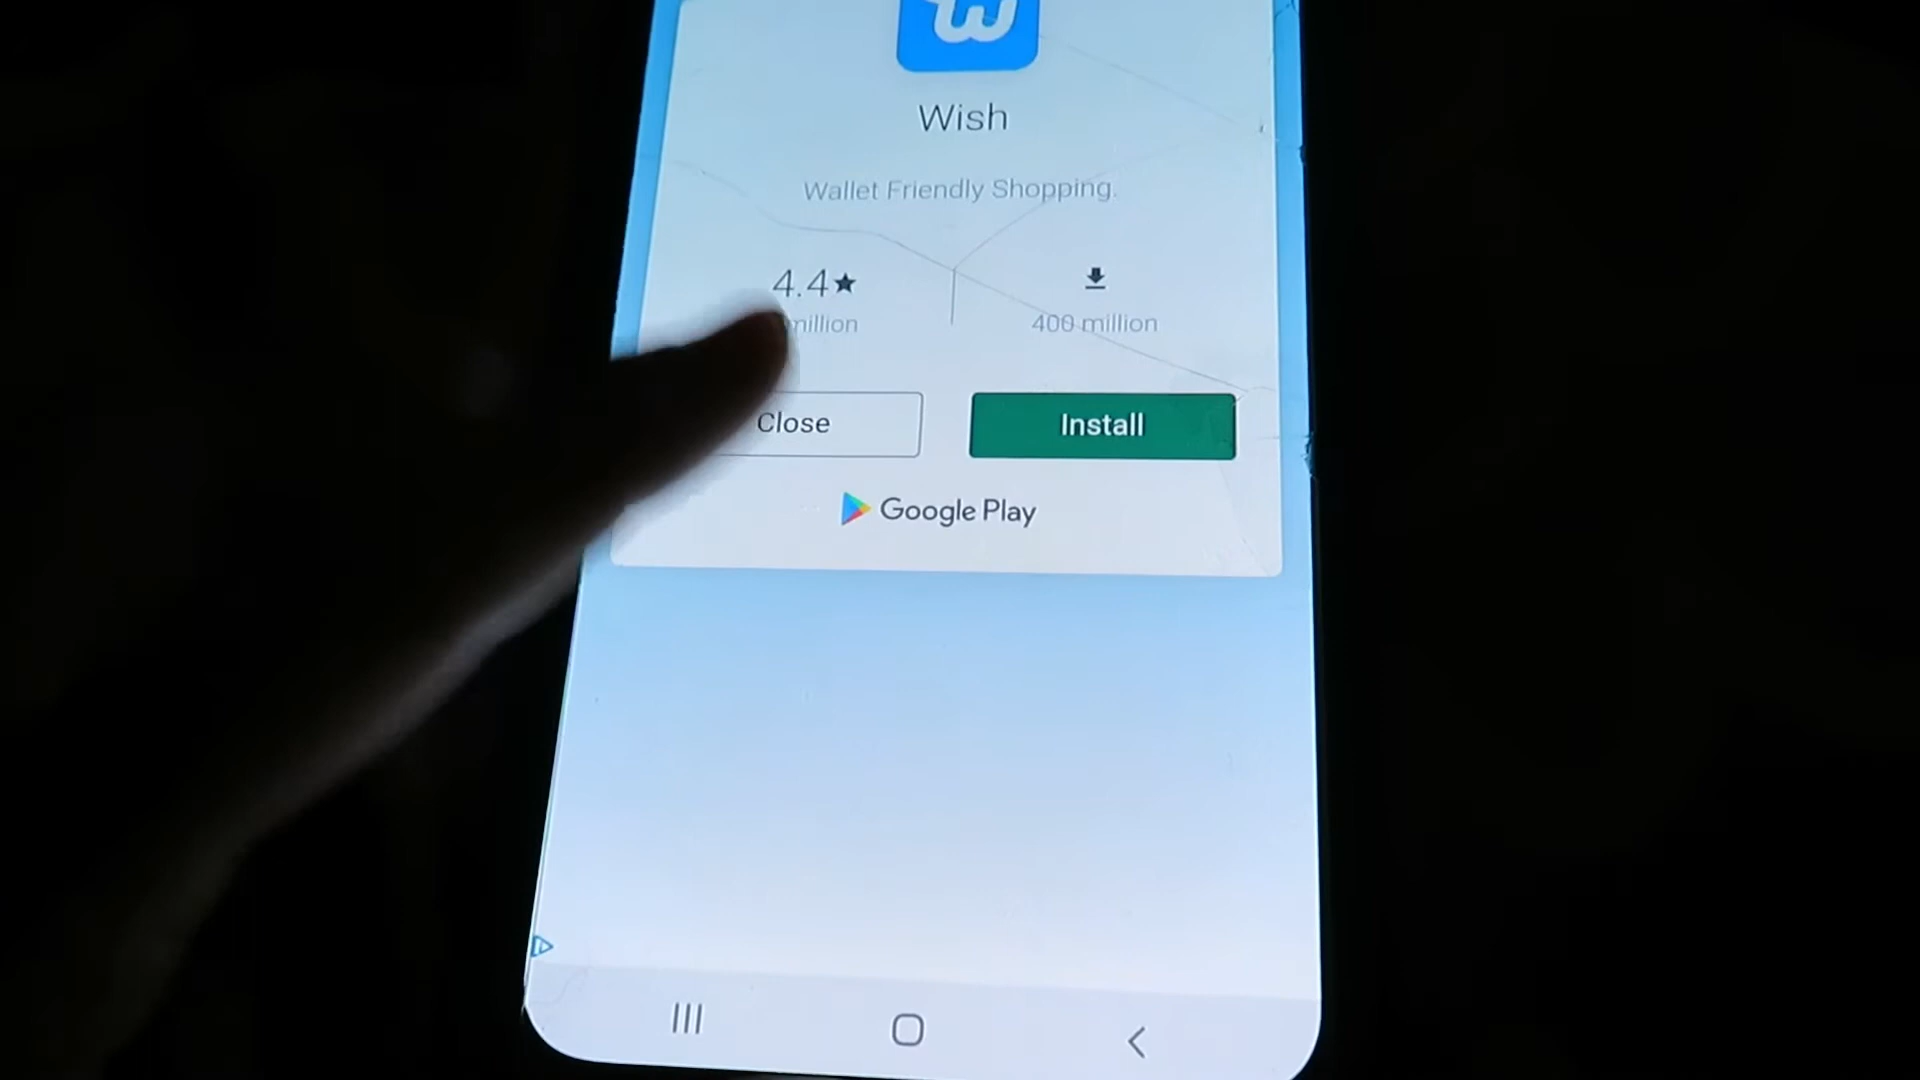 Wish
Wallet Friendly Shopping.
4.4★
million
400 million
Close
Install
Google Play